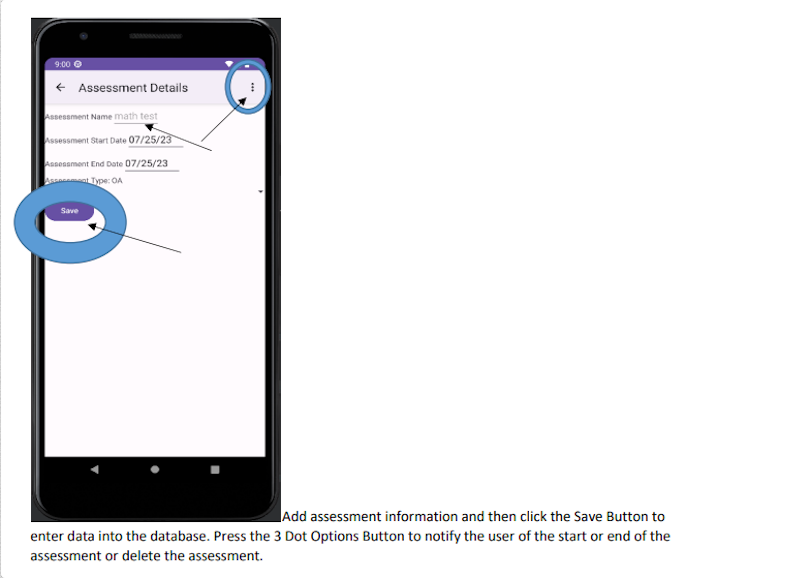 9:00
Assessment Details
Assessment Name math test
Assessment Start Date 07/25/23
Assessment End Date 07/25/23
Assessment Type: OA
Save
Add assessment information and then click the Save Button to
enter data into the database. Press the 3 Dot Options Button to notify the user of the start or end of the
assessment or delete the assessment.